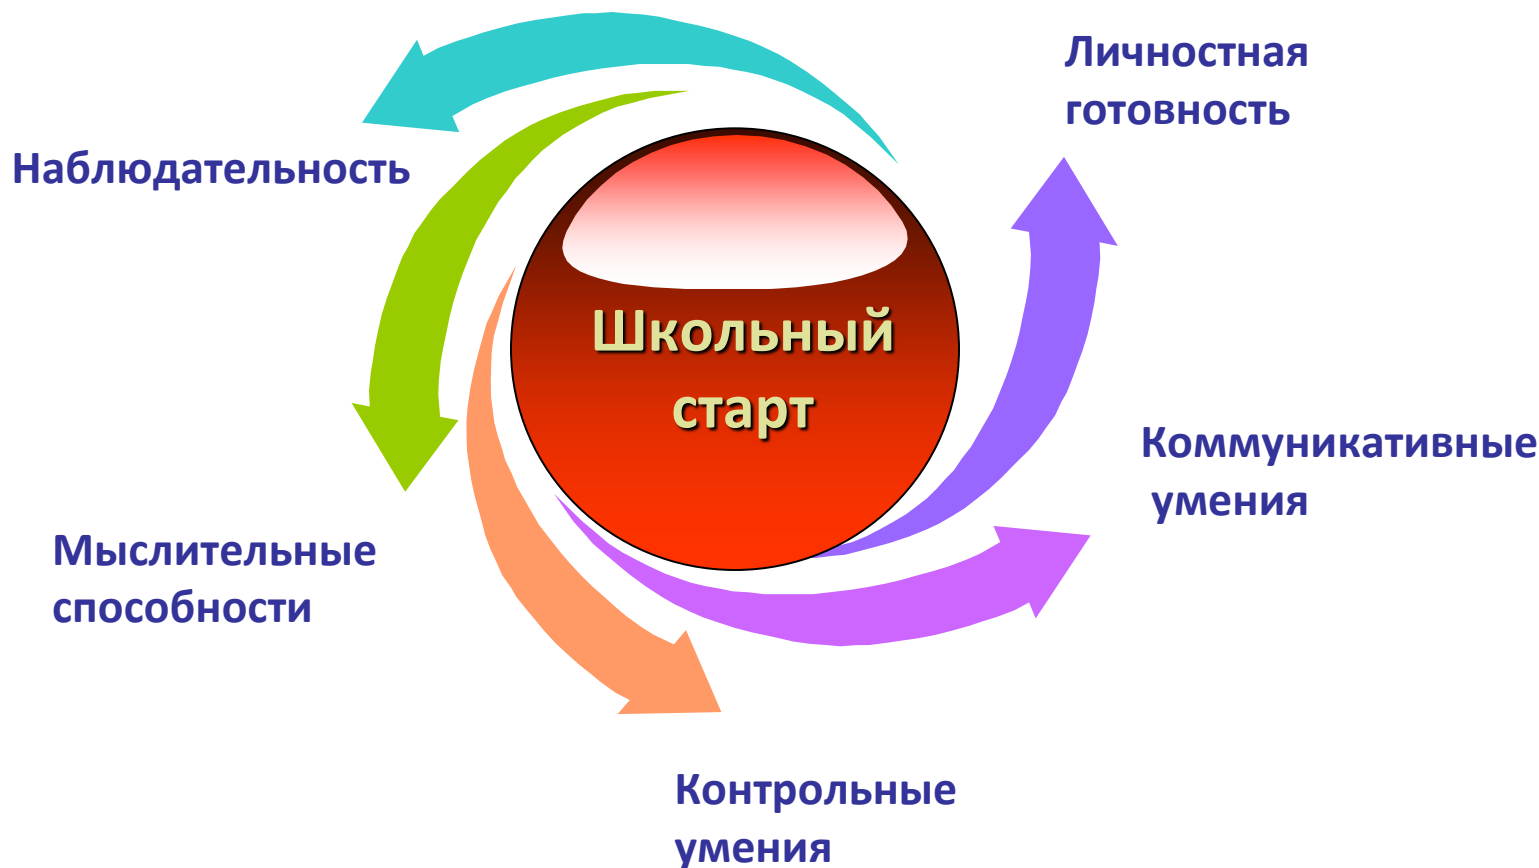 Личностная
готовность
Наблюдательность
Школьный
старт
Коммуникативные
умения
Мыслительные
способности
Контрольные
умения